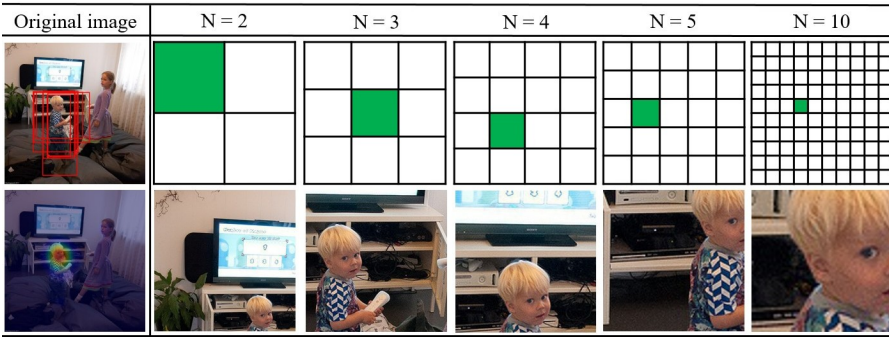 Original image N = 2 N = 3 N = 4 N = 5 N = 10